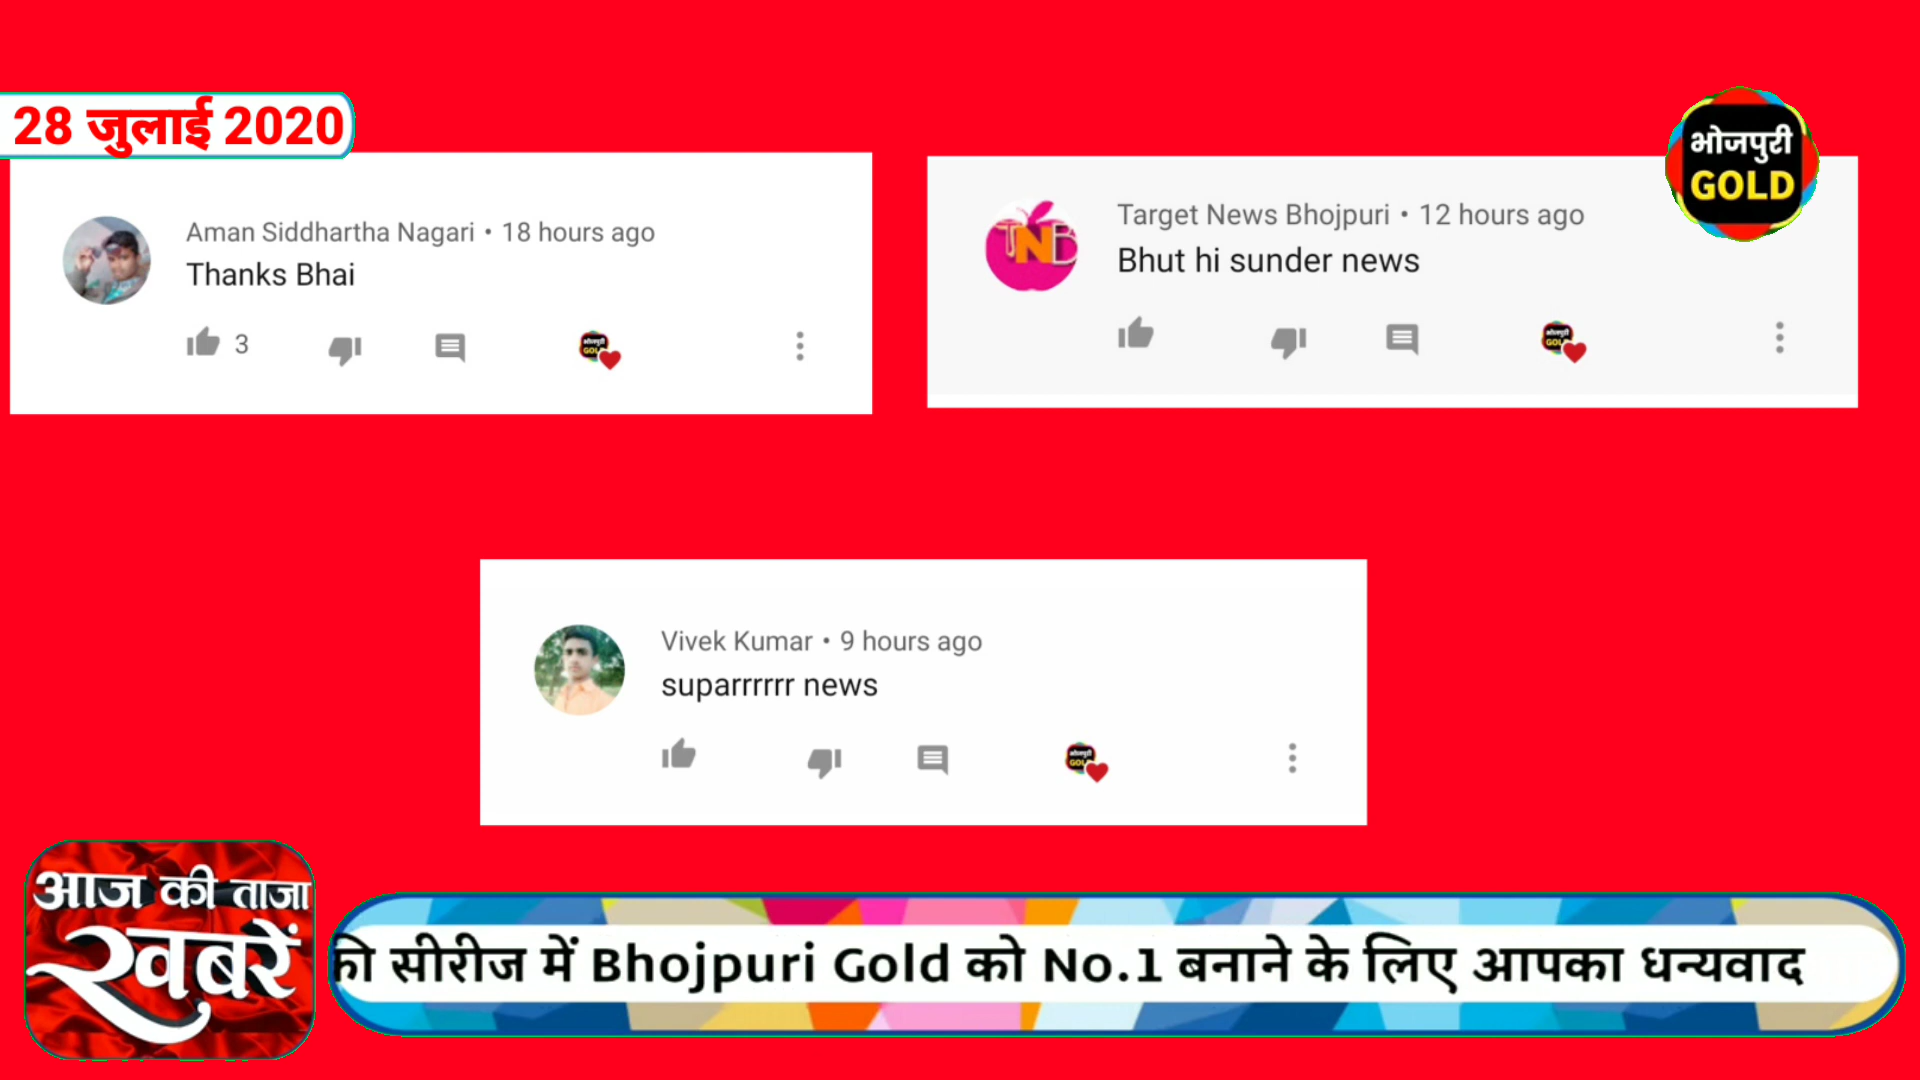 28 जुलाई 2020
भोजपुरी
GOLD
Aman Siddhartha Nagari • 18 hours ago
Thanks Bhai
3
Target News Bhojpuri • 12 hours ago
Bhut hi sunder news
TNB
Vivek Kumar • 9 hours ago
suparrrrrr news
आज की ताजा
खबरें
की सीरीज में Bhojpuri Gold को No.1 बनाने के लिए आपका धन्यवाद